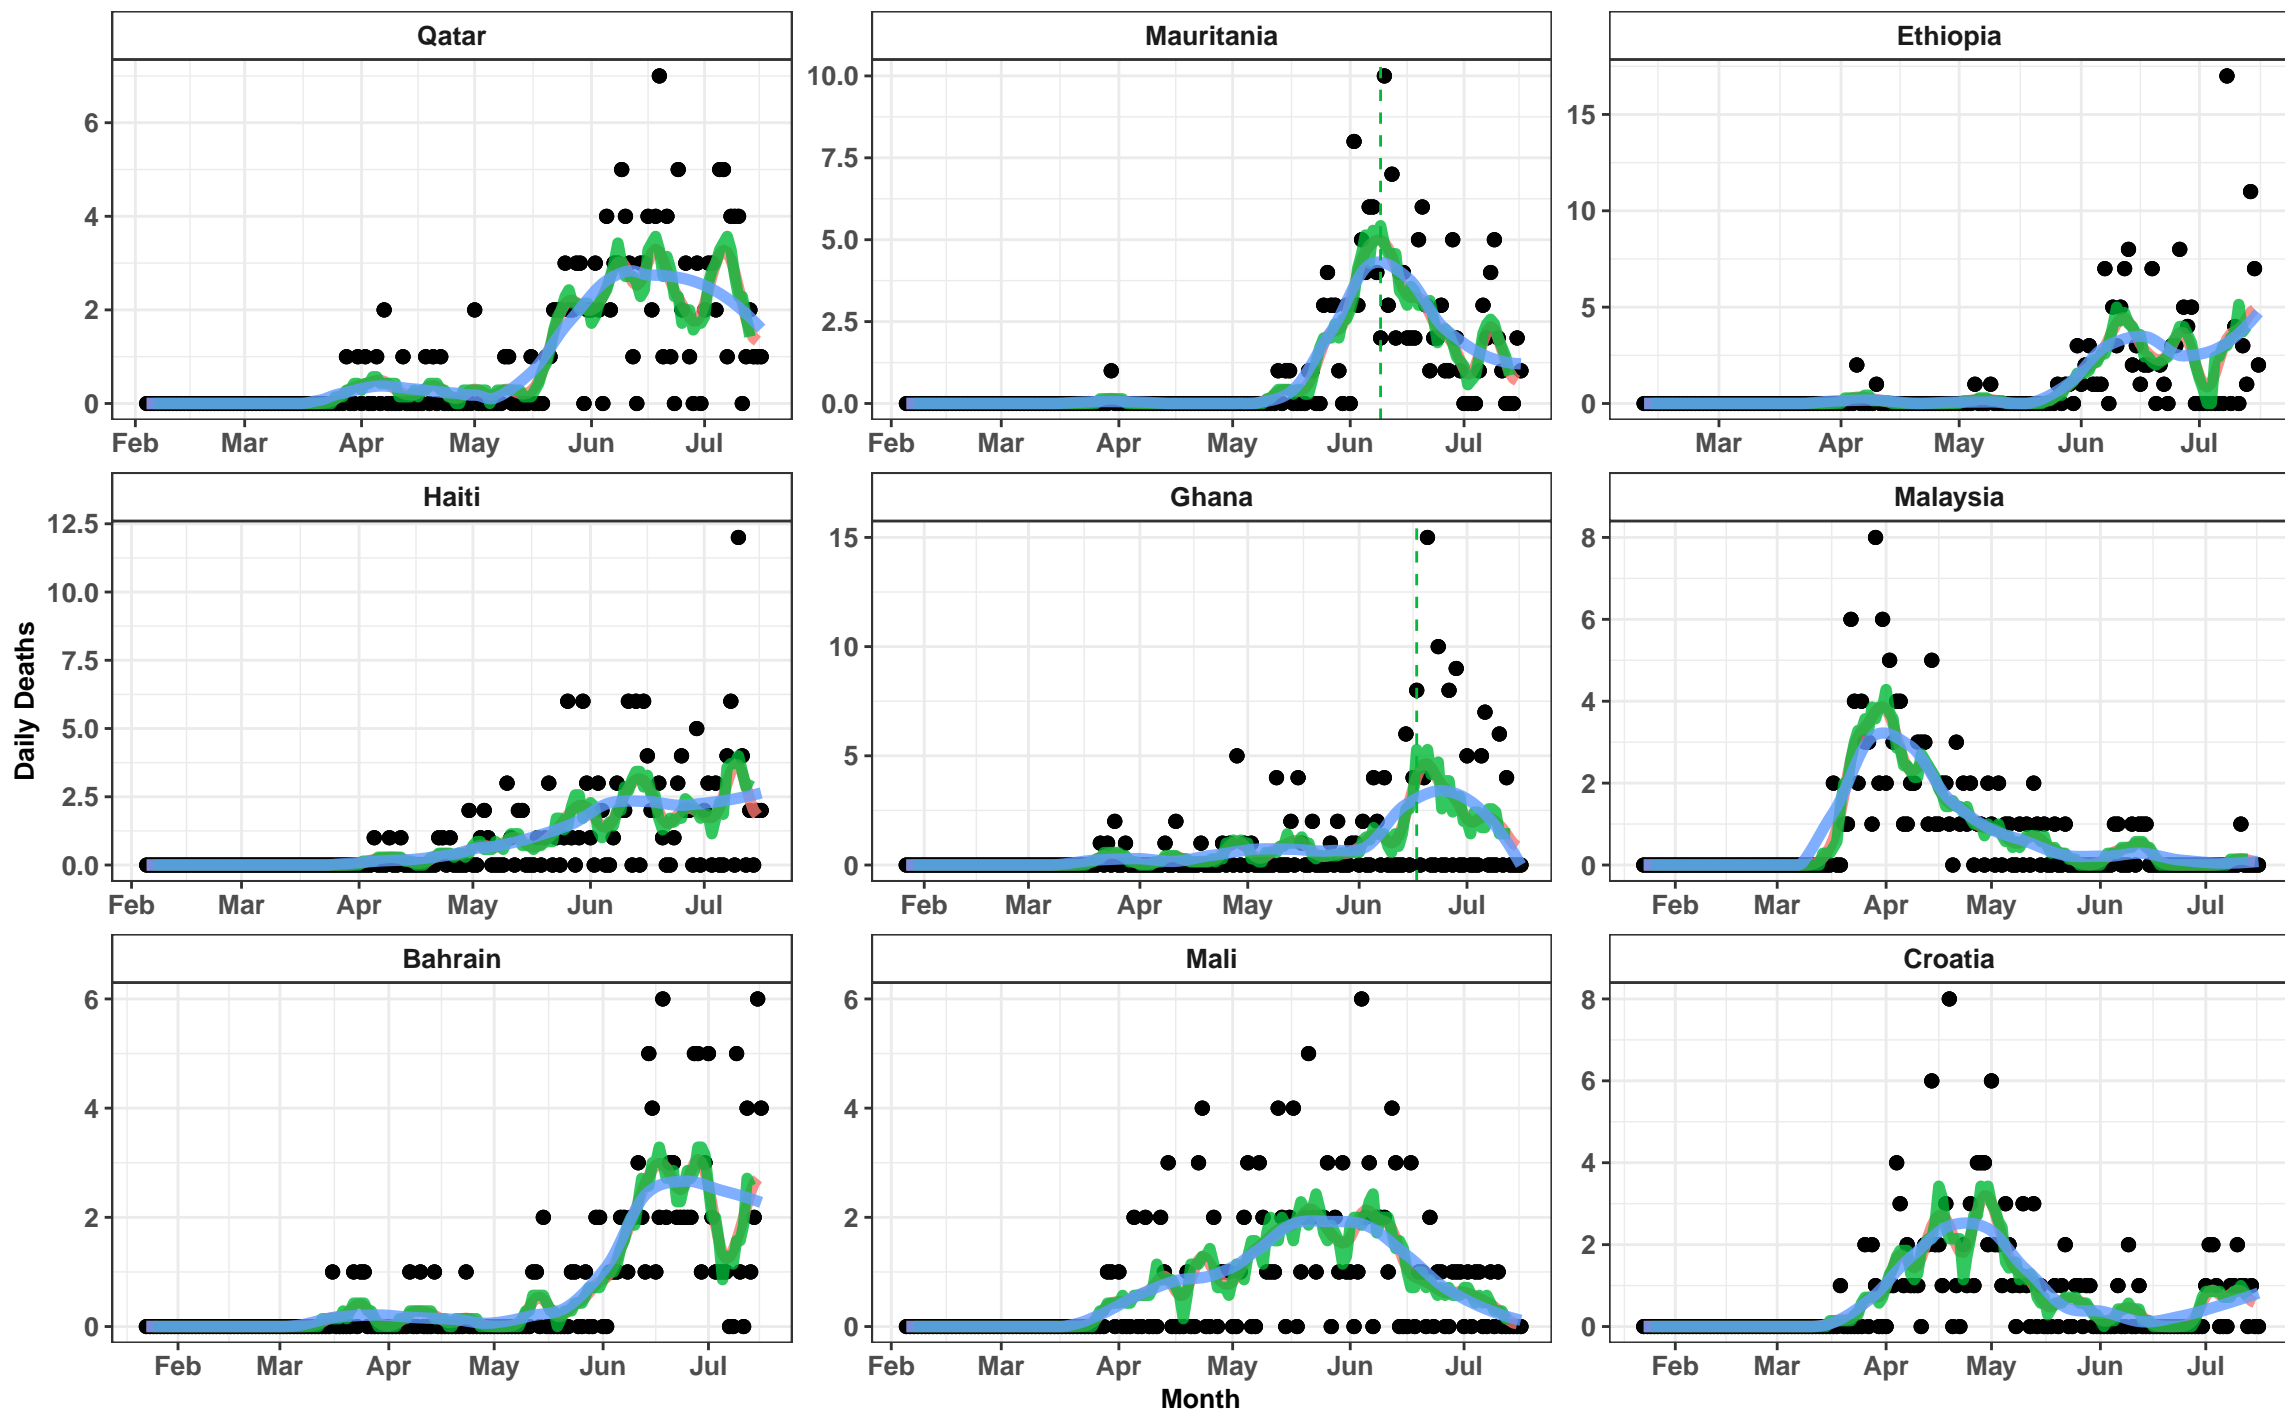 Qatar Mauritania Ethiopia
6
4
2
0
10.0
7.5
5.0
2.5
0.0
15
10
5
0
Feb Mar Apr May Jun Jul
Feb Mar Apr May Jun Jul
Mar Apr May Jun Jul
Haiti Ghana Malaysia
Daily Deaths
12.5
10.0
7.5
5.0
2.5
0.0
15
10
5
0
8
6
4
2
0
Feb Mar Apr May Jun Jul
Feb Mar Apr May Jun Jul
Feb Mar Apr May Jun Jul
Bahrain Mali Croatia
6
4
2
0
6
4
2
0
8
6
4
2
0
Feb Mar Apr May Jun Jul
Feb Mar Apr May Jun Jul
Feb Mar Apr May Jun Jul
Month